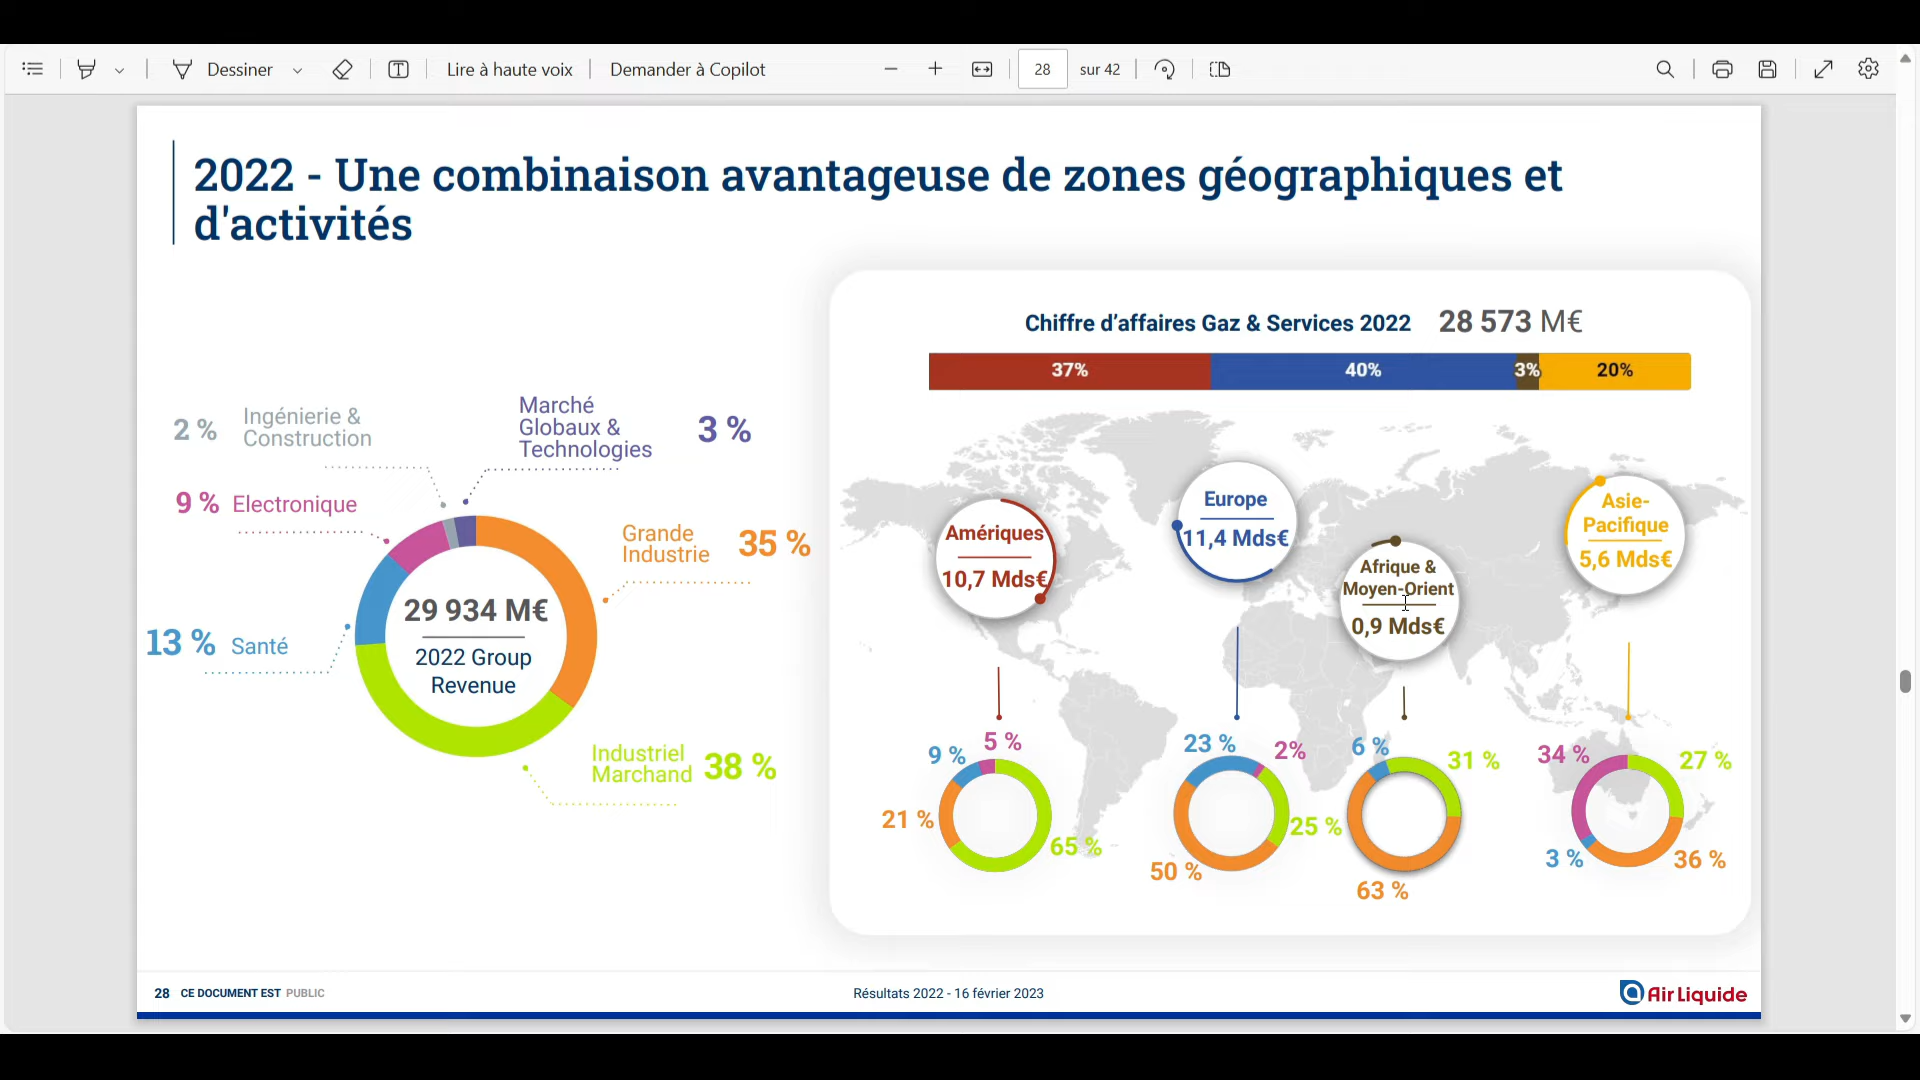 Dessiner
Lire à haute voix
Demander à Copilot
28
sur 42
2022 - Une combinaison avantageuse de zones géographiques et
d'activités
2 %
Ingénierie &
Construction
Marché
Globaux &
Technologies
3 %
9 %
Electronique
Grande
Industrie
35 %
13 %
Santé
29 934 M€
2022 Group
Revenue
Industriel
Marchand
38 %
Chiffre d'affaires Gaz & Services 2022 28 573 M€
37%
40%
3%
20%
Amériques
10,7 Mds€
Europe
11,4 Mds€
Afrique &
Moyen-Orient
0,9 Mds€
Asie-
Pacifique
5,6 Mds€
9 %
5 %
21 %
65 %
23 %
2%
25 %
50 %
6 %
31 %
63 %
34 %
27 %
3 %
36 %
28 CE DOCUMENT EST PUBLIC
Résultats 2022 - 16 février 2023
Air Liquide